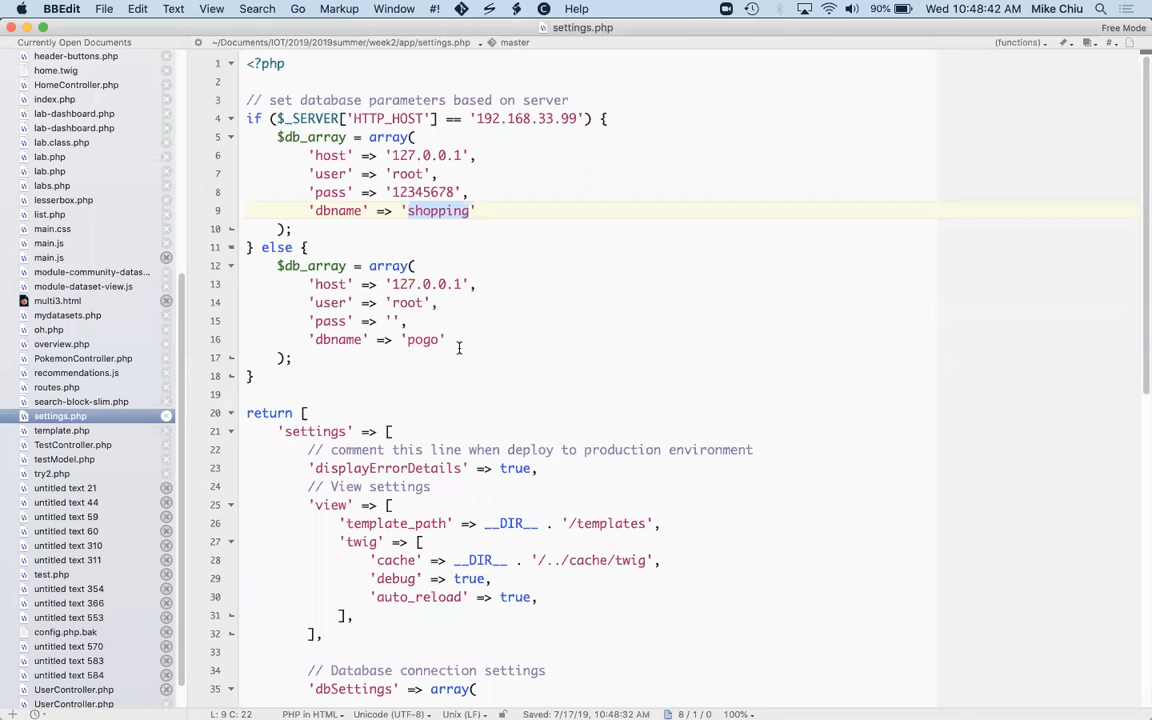 BBEdit File Edit Text View Search Go Markup Window #! Help 90% Wed 10:48:42 AM Mike Chiu
settings.php
Free Mode
Currently Open Documents
~/Documents/IOT/2019/2019summer/week2/app/settings.php master (functions)
header-buttons.php
home.twig
HomeController.php
index.php
lab-dashboard.php
lab-dashboard.php
lab.class.php
lab.php
lab.php
labs.php
lesserbox.php
list.php
main.css
main.js
main.js
module-community-datas...
module-dataset-view.js
multi3.html
mydatasets.php
oh.php
overview.php
PokemonController.php
recommendations.js
routes.php
search-block-slim.php
settings.php
template.php
TestController.php
testModel.php
try2.php
untitled text 21
untitled text 44
untitled text 59
untitled text 60
untitled text 310
untitled text 311
test.php
untitled text 354
untitled text 366
untitled text 553
config.php.bak
untitled text 570
untitled text 583
untitled text 584
UserController.php
UserController.php
1 <?php
2
3 // set database parameters based on server
4 if ($_SERVER['HTTP_HOST'] == '192.168.33.99') {
5 $db_array = array(
6 'host' => '127.0.0.1',
7 'user' => 'root',
8 'pass' => '12345678',
9 'dbname' => 'shopping'
10 );
11 } else {
12 $db_array = array(
13 'host' => '127.0.0.1',
14 'user' => 'root',
15 'pass' => '',
16 'dbname' => 'pogo'
17 );
18 }
19
20 return [
21 'settings' => [
22 // comment this line when deploy to production environment
23 'displayErrorDetails' => true,
24 // View settings
25 'view' => [
26 'template_path' => __DIR__ . '/templates',
27 'twig' => [
28 'cache' => __DIR__ . '/../cache/twig',
29 'debug' => true,
30 'auto_reload' => true,
31 ],
32 ],
33
34 // Database connection settings
35 'dbSettings' => array(
L: 9 C: 22 PHP in HTML Unicode (UTF-8) Unix (LF) Saved: 7/17/19, 10:48:32 AM 8 / 1 / 0 100%